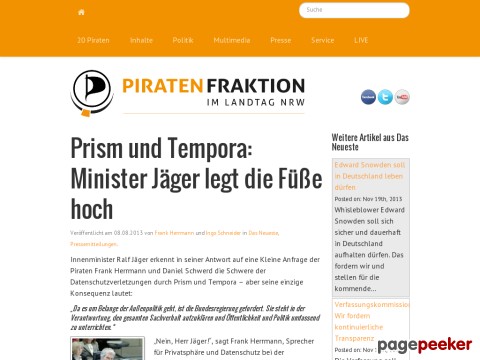 Suche
20 Piraten Inhalte Politik Multimedia Presse Service LIVE
PIRATENFRAKTION
IM LANDTAG NRW
facebook
YouTube
Prism und Tempora:
Minister Jäger legt die Füße
hoch
Veröffentlicht am 08.08.2013 von Frank Herrmann und Ingo Schneider in Das Neueste,
Pressemitteilungen.
Innenminister Ralf Jäger erkennt in seiner Antwort auf eine Kleine Anfrage der
Piraten Frank Herrmann und Daniel Schwerd die Schwere der
Datenschutzverletzungen durch Prism und Tempora – aber seine einzige
Konsequenz lautet:
„Da es um Belange der Außenpolitik geht, ist die Bundesregierung gefordert. Sie steht in der
Verantwortung, den gesamten Sachverhalt aufzuklären und Öffentlichkeit und Politik umfassend
zu unterrichten.“
„Nein, Herr Jäger!“, sagt Frank Herrmann, Sprecher
für Privatsphäre und Datenschutz bei der
Weitere Artikel aus Das
Neueste
Edward Snowden soll
in Deutschland leben
dürfen
Posted on: Nov 19th, 2013
Whisleblower Edward
Snowden soll sich
sicher und dauerhaft
in Deutschland
aufhalten dürfen. Das
fordern wir und
stellen für die
kommende...
Verfassungskommission:
Wir fordern
kontinuierliche
Transparenz
pagepeeker